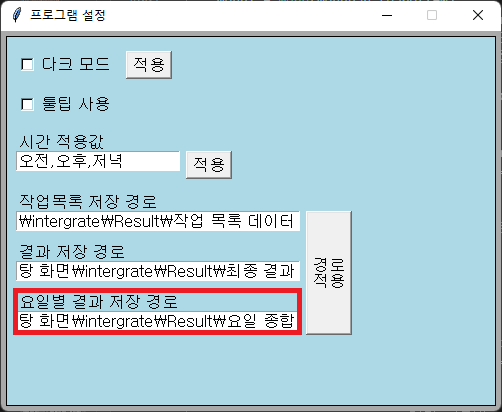 프로그램 설정
다크 모드 적용
툴팁 사용
시간 적용값
오전,오후,저녁 적용
작업목록 저장 경로
₩intergrate₩Result₩작업 목록 데이터
결과 저장 경로
탕 화면₩intergrate₩Result₩최종 결과
경로
적용
요일별 결과 저장 경로
탕 화면₩intergrate₩Result₩요일 종합